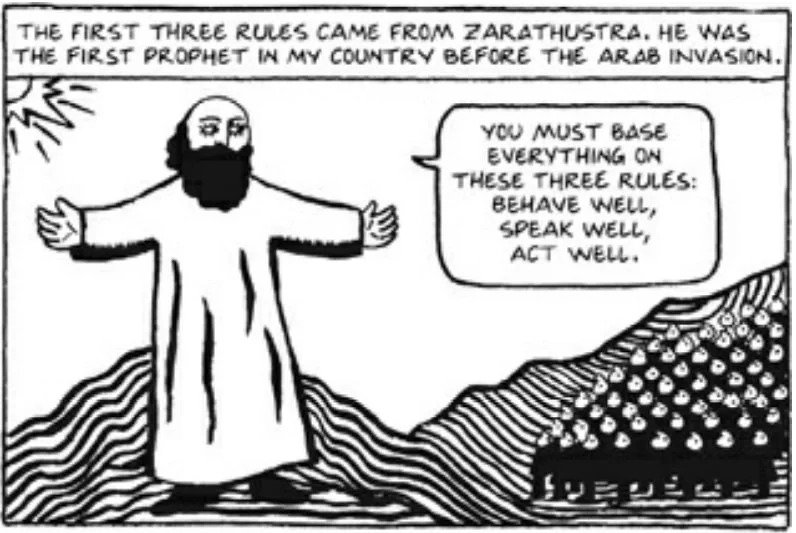 THE FIRST THREE RULES CAME FROM ZARATHUSTRA. HE WAS
THE FIRST PROPHET IN MY COUNTRY BEFORE THE ARAB INVASION.
YOU MUST BASE
EVERYTHING ON
THESE THREE RULES:
BEHAVE WELL,
SPEAK WELL,
ACT WELL.